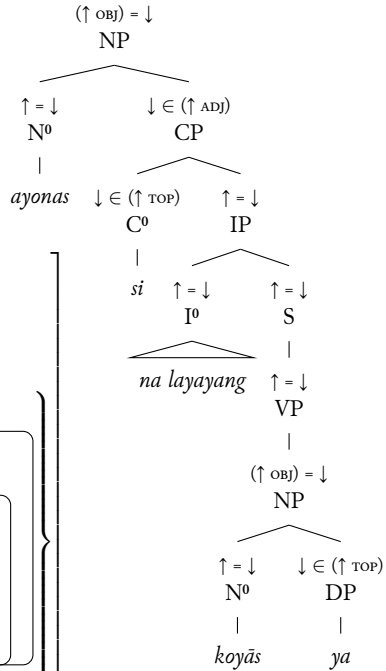 (↑ OBJ) = ↓
NP
↑ = ↓ ↓ ∈ (↑ ADJ)
N⁰ CP
ayonas ↓ ∈ (↑ TOP) ↑ = ↓
C⁰ IP
si ↑ = ↓ ↑ = ↓
I⁰ S
na layayang ↑ = ↓
VP
(↑ OBJ) = ↓
NP
↑ = ↓ ↓ ∈ (↑ TOP)
N⁰ DP
koyās ya